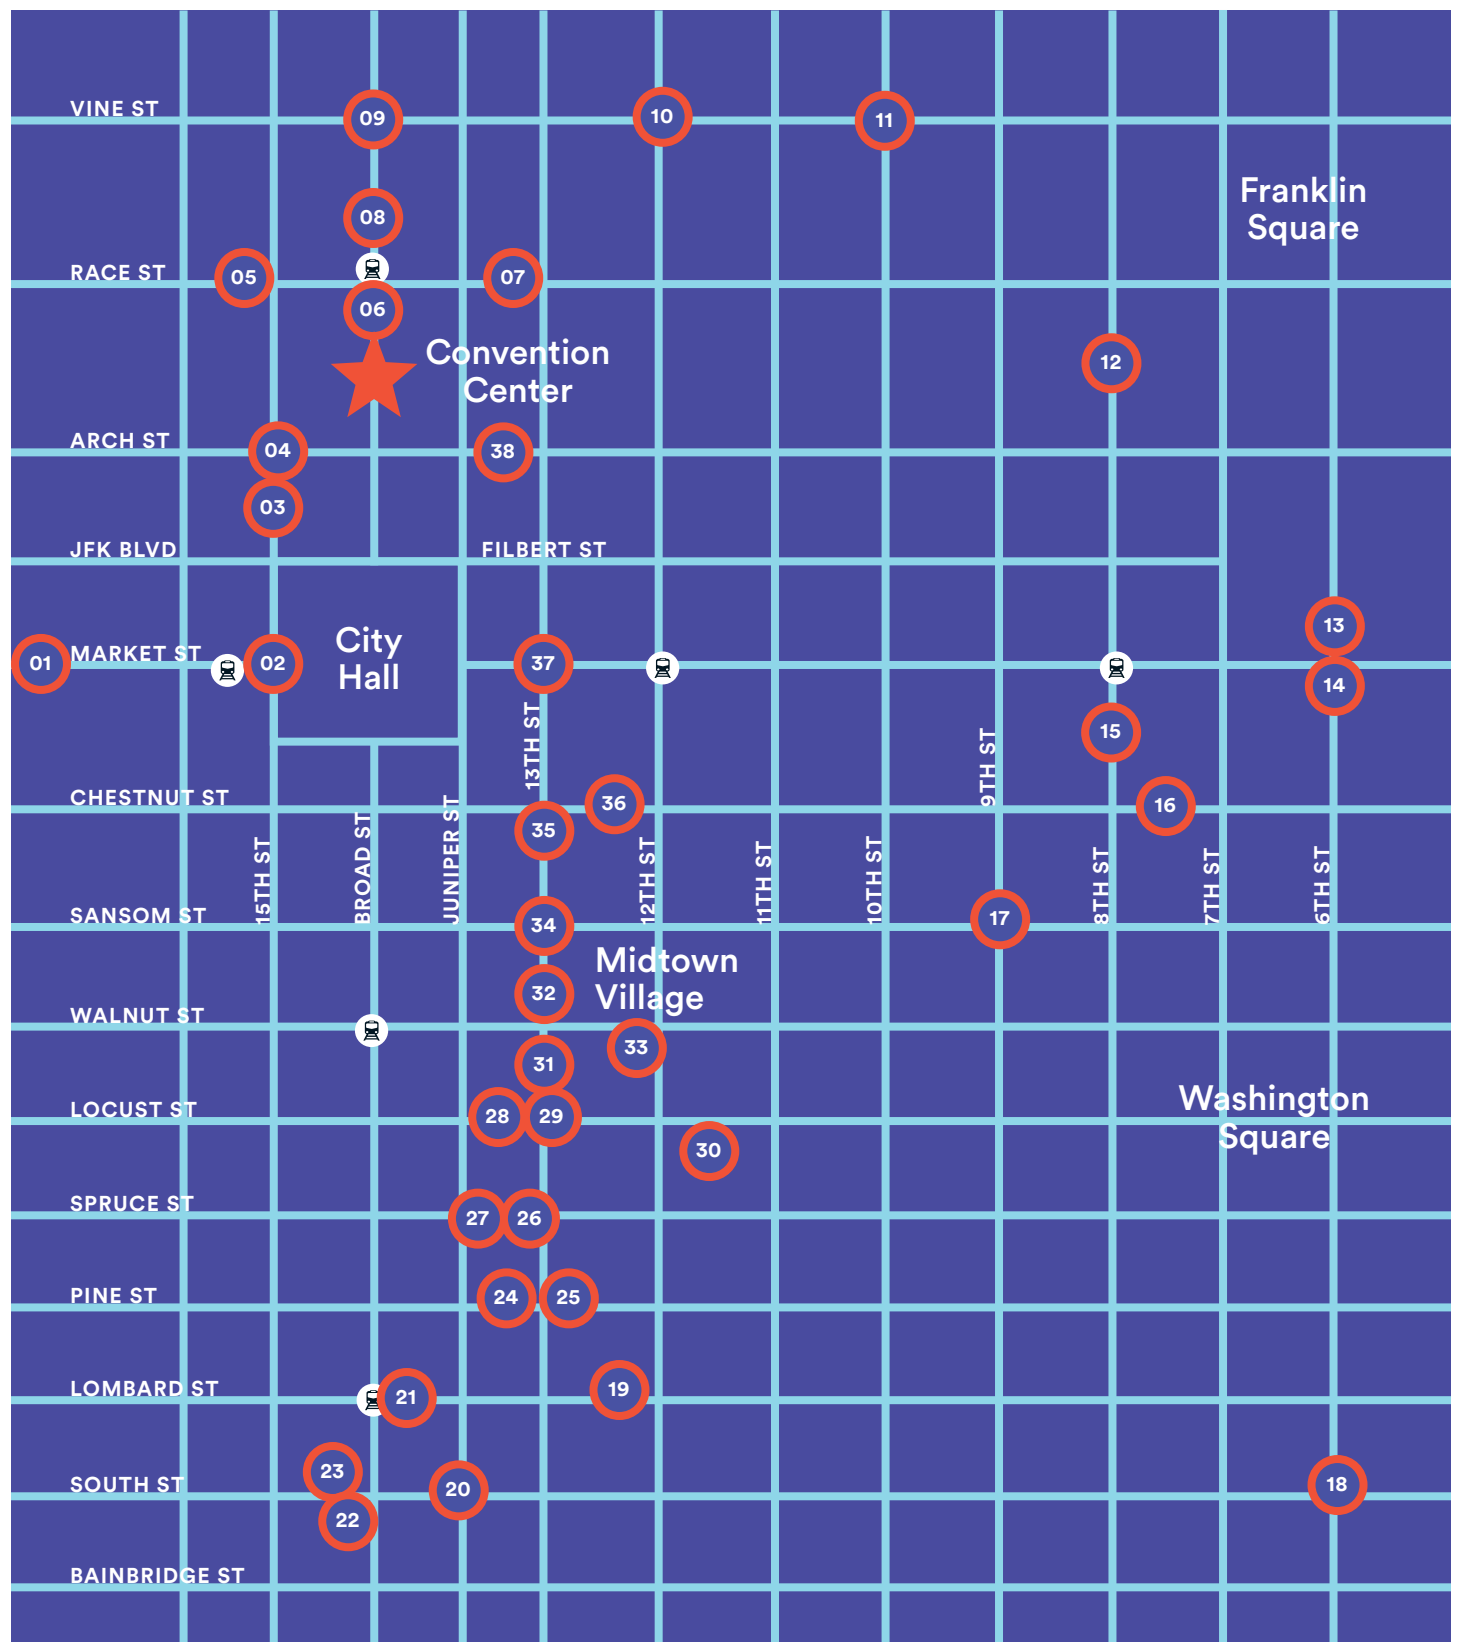 VINE ST
09
10
11
Franklin
Square
08
RACE ST
05
07
06
Convention
Center
12
ARCH ST
04
38
03
JFK BLVD
FILBERT ST
City
Hall
13
01
MARKET ST
02
37
14
15
13TH ST
9TH ST
CHESTNUT ST
36
16
35
15TH ST
BROAD ST
JUNIPER ST
12TH ST
11TH ST
10TH ST
8TH ST
7TH ST
6TH ST
SANSOM ST
34
17
Midtown
Village
32
WALNUT ST
33
31
LOCUST ST
28
29
Washington
Square
30
SPRUCE ST
27
26
PINE ST
24
25
LOMBARD ST
21
19
23
SOUTH ST
20
18
22
BAINBRIDGE ST